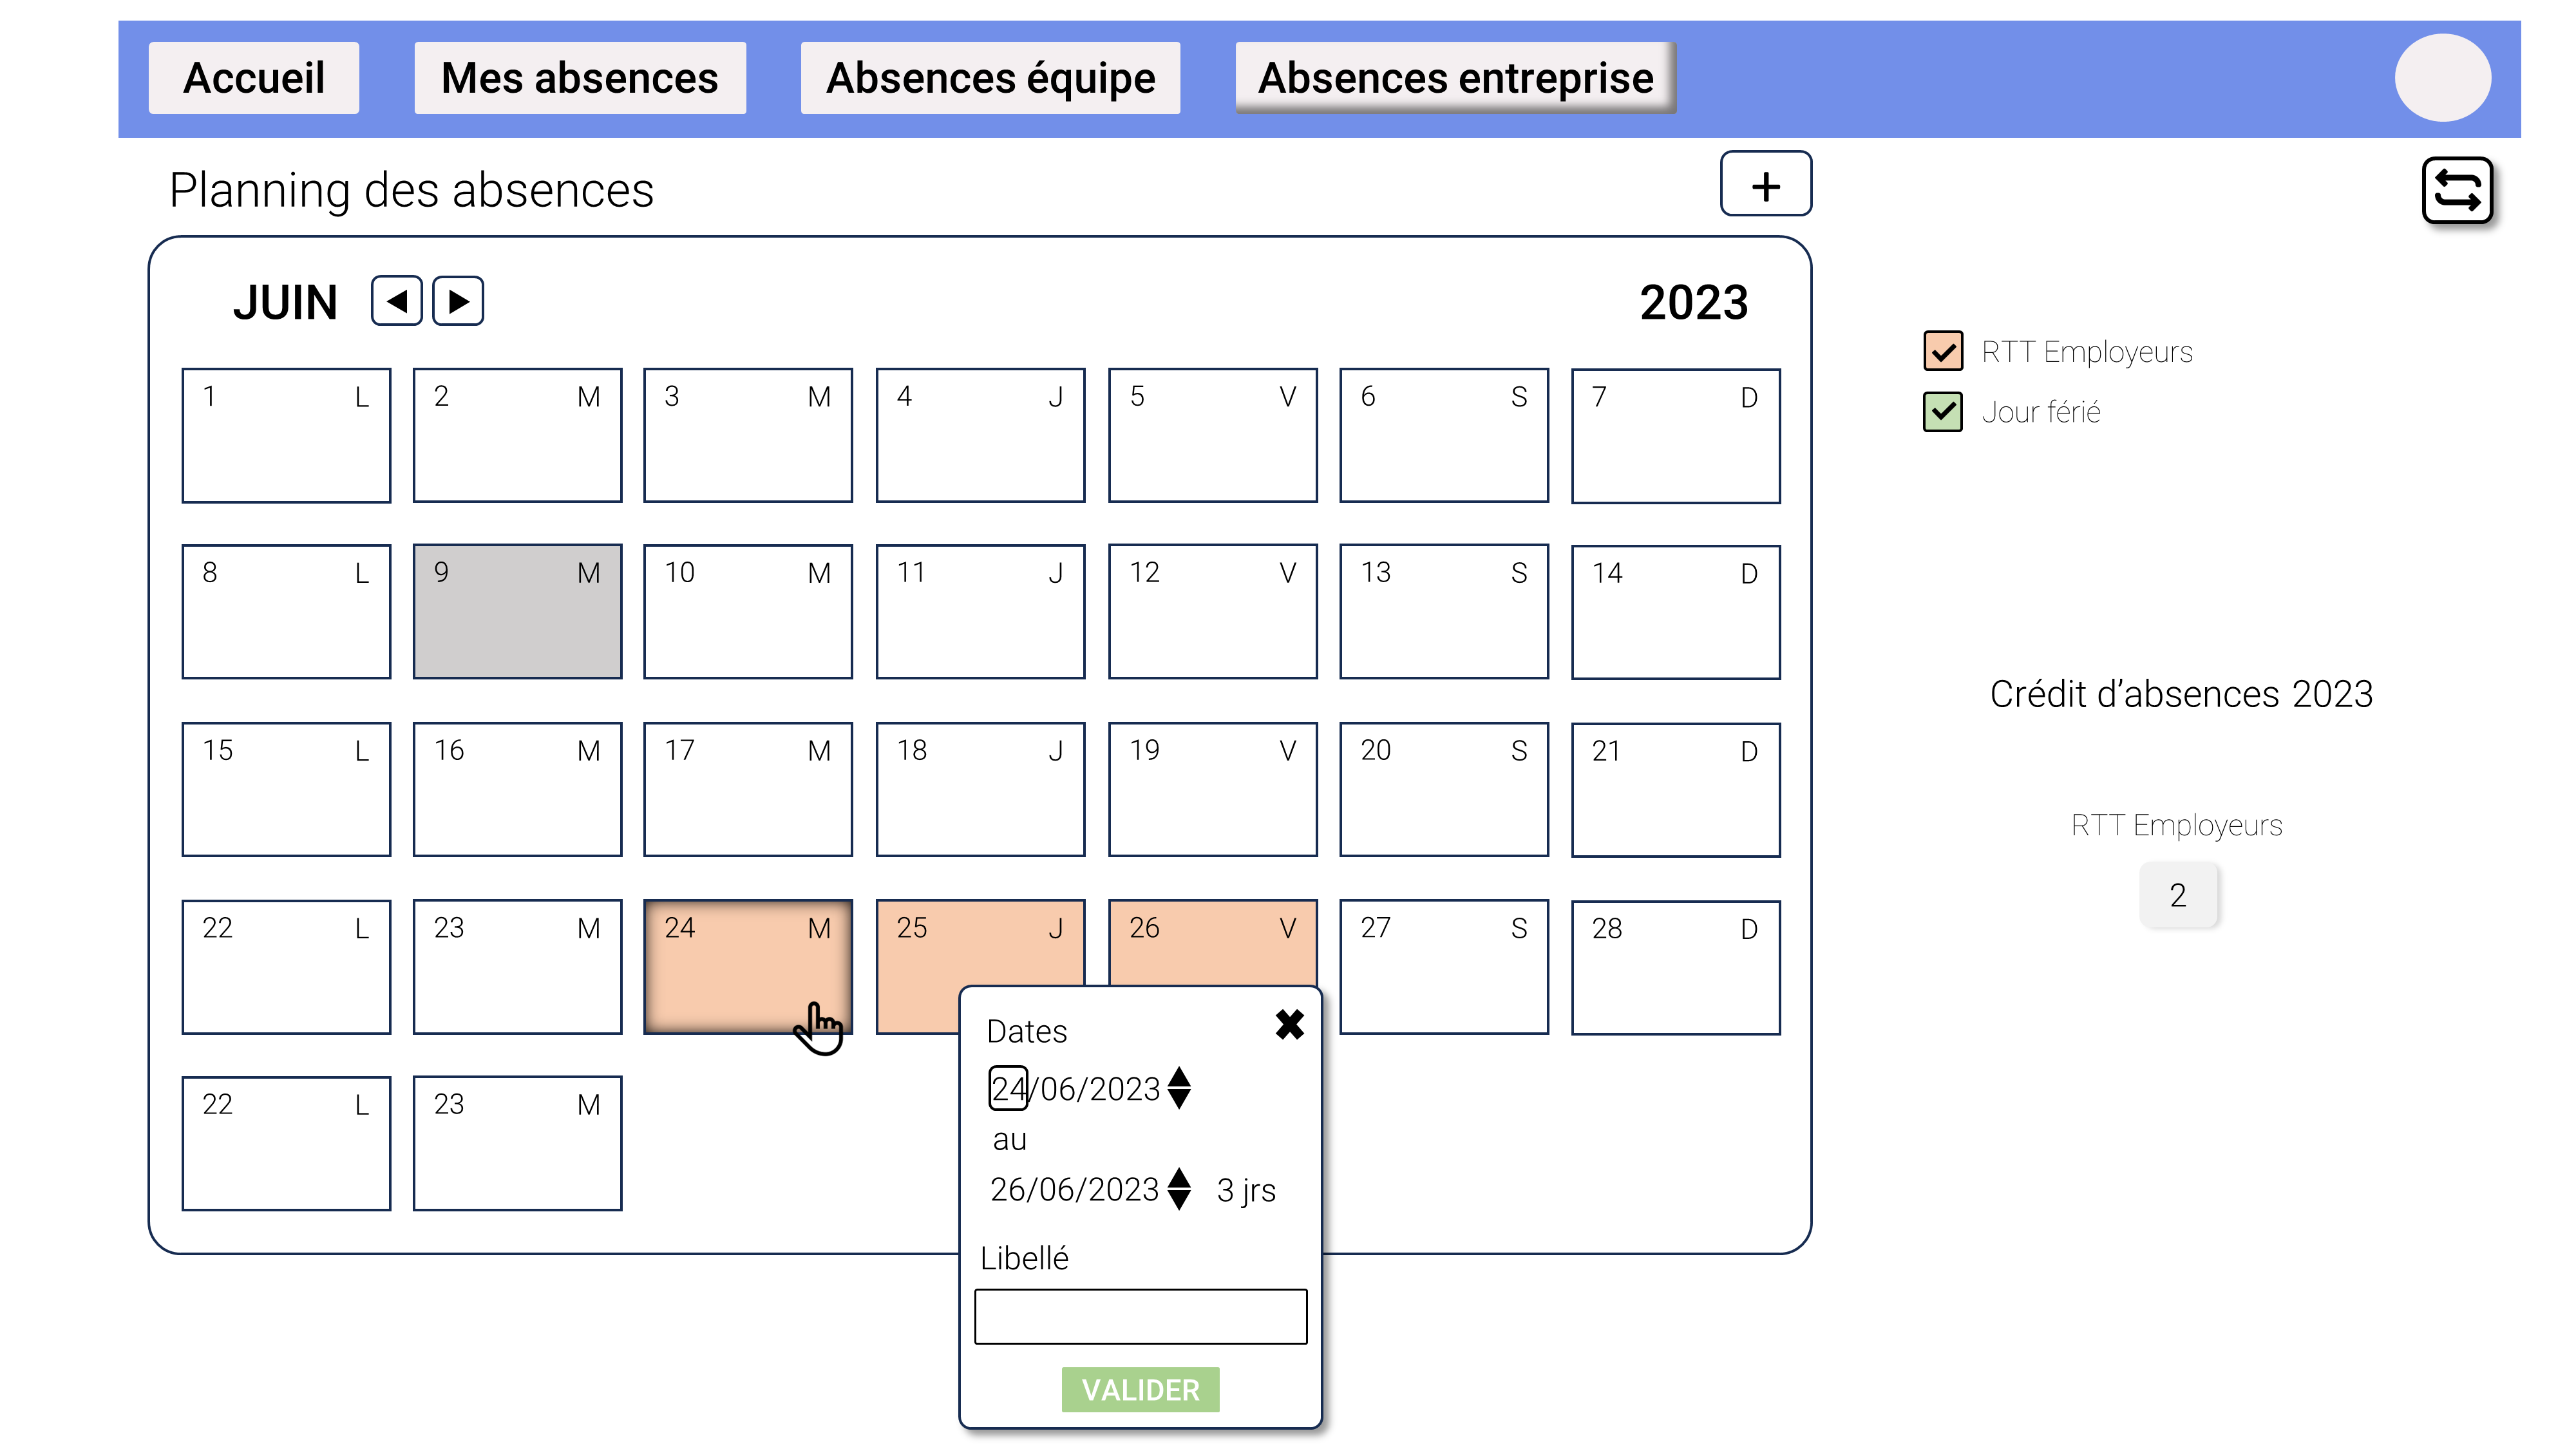 Accueil Mes absences Absences équipe Absences entreprise
Planning des absences +
JUIN 2023
1 L 2 M 3 M 4 J 5 V 6 S 7 D
8 L 9 M 10 M 11 J 12 V 13 S 14 D
15 L 16 M 17 M 18 J 19 V 20 S 21 D
22 L 23 M 24 M 25 J 26 V 27 S 28 D
22 L 23 M
Dates
24/06/2023
au
26/06/2023 3 jrs
Libellé
VALIDER
RTT Employeurs
Jour férié
Crédit d’absences 2023
RTT Employeurs
2